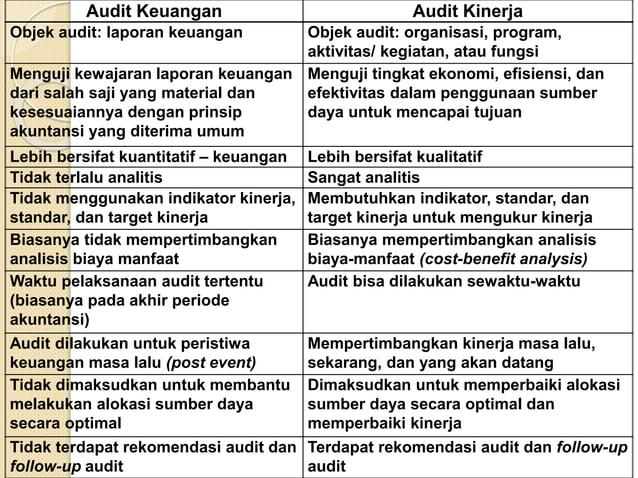 Audit Keuangan
Audit Kinerja
Objek audit: laporan keuangan
Objek audit: organisasi, program,
aktivitas/ kegiatan, atau fungsi
Menguji kewajaran laporan keuangan
dari salah saji yang material dan
kesesuaiannya dengan prinsip
akuntansi yang diterima umum
Menguji tingkat ekonomi, efisiensi, dan
efektivitas dalam penggunaan sumber
daya untuk mencapai tujuan
Lebih bersifat kuantitatif – keuangan
Lebih bersifat kualitatif
Tidak terlalu analitis
Sangat analitis
Tidak menggunakan indikator kinerja,
standar, dan target kinerja
Membutuhkan indikator, standar, dan
target kinerja untuk mengukur kinerja
Biasanya tidak mempertimbangkan
analisis biaya manfaat
Biasanya mempertimbangkan analisis
biaya-manfaat (cost-benefit analysis)
Waktu pelaksanaan audit tertentu
(biasanya pada akhir periode
akuntansi)
Audit bisa dilakukan sewaktu-waktu
Audit dilakukan untuk peristiwa
keuangan masa lalu (post event)
Mempertimbangkan kinerja masa lalu,
sekarang, dan yang akan datang
Tidak dimaksudkan untuk membantu
melakukan alokasi sumber daya
secara optimal
Dimaksudkan untuk memperbaiki alokasi
sumber daya secara optimal dan
memperbaiki kinerja
Tidak terdapat rekomendasi audit dan
follow-up audit
Terdapat rekomendasi audit dan follow-up
audit